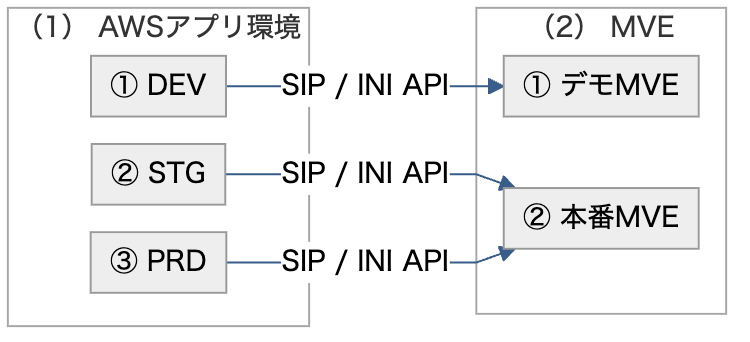 （1） AWSアプリ環境
① DEV
SIP / INI API
② STG
SIP / INI API
③ PRD
SIP / INI API
（2） MVE
① デモMVE
② 本番MVE